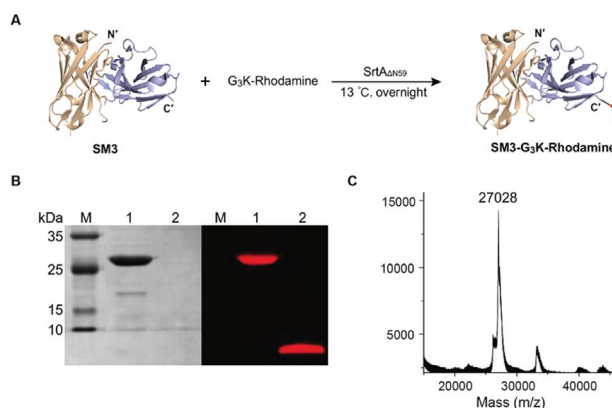 A
N'
C'
SM3
+
G₃K-Rhodamine
SrtAΔN59
13 °C, overnight
N'
C'
SM3-G₃K-Rhodamine
B
kDa M 1 2 M 1 2
35
25
15
10
C
27028
15000
10000
5000
20000 30000 40000
Mass (m/z)